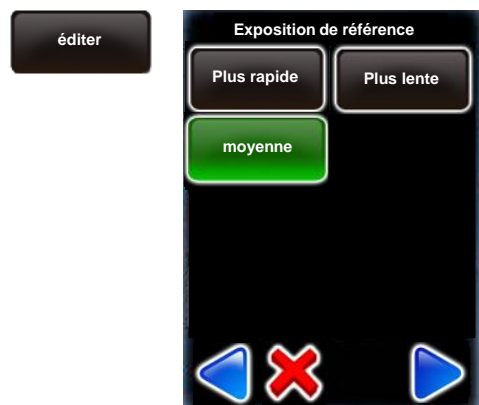 éditer
Exposition de référence
Plus rapide
Plus lente
moyenne